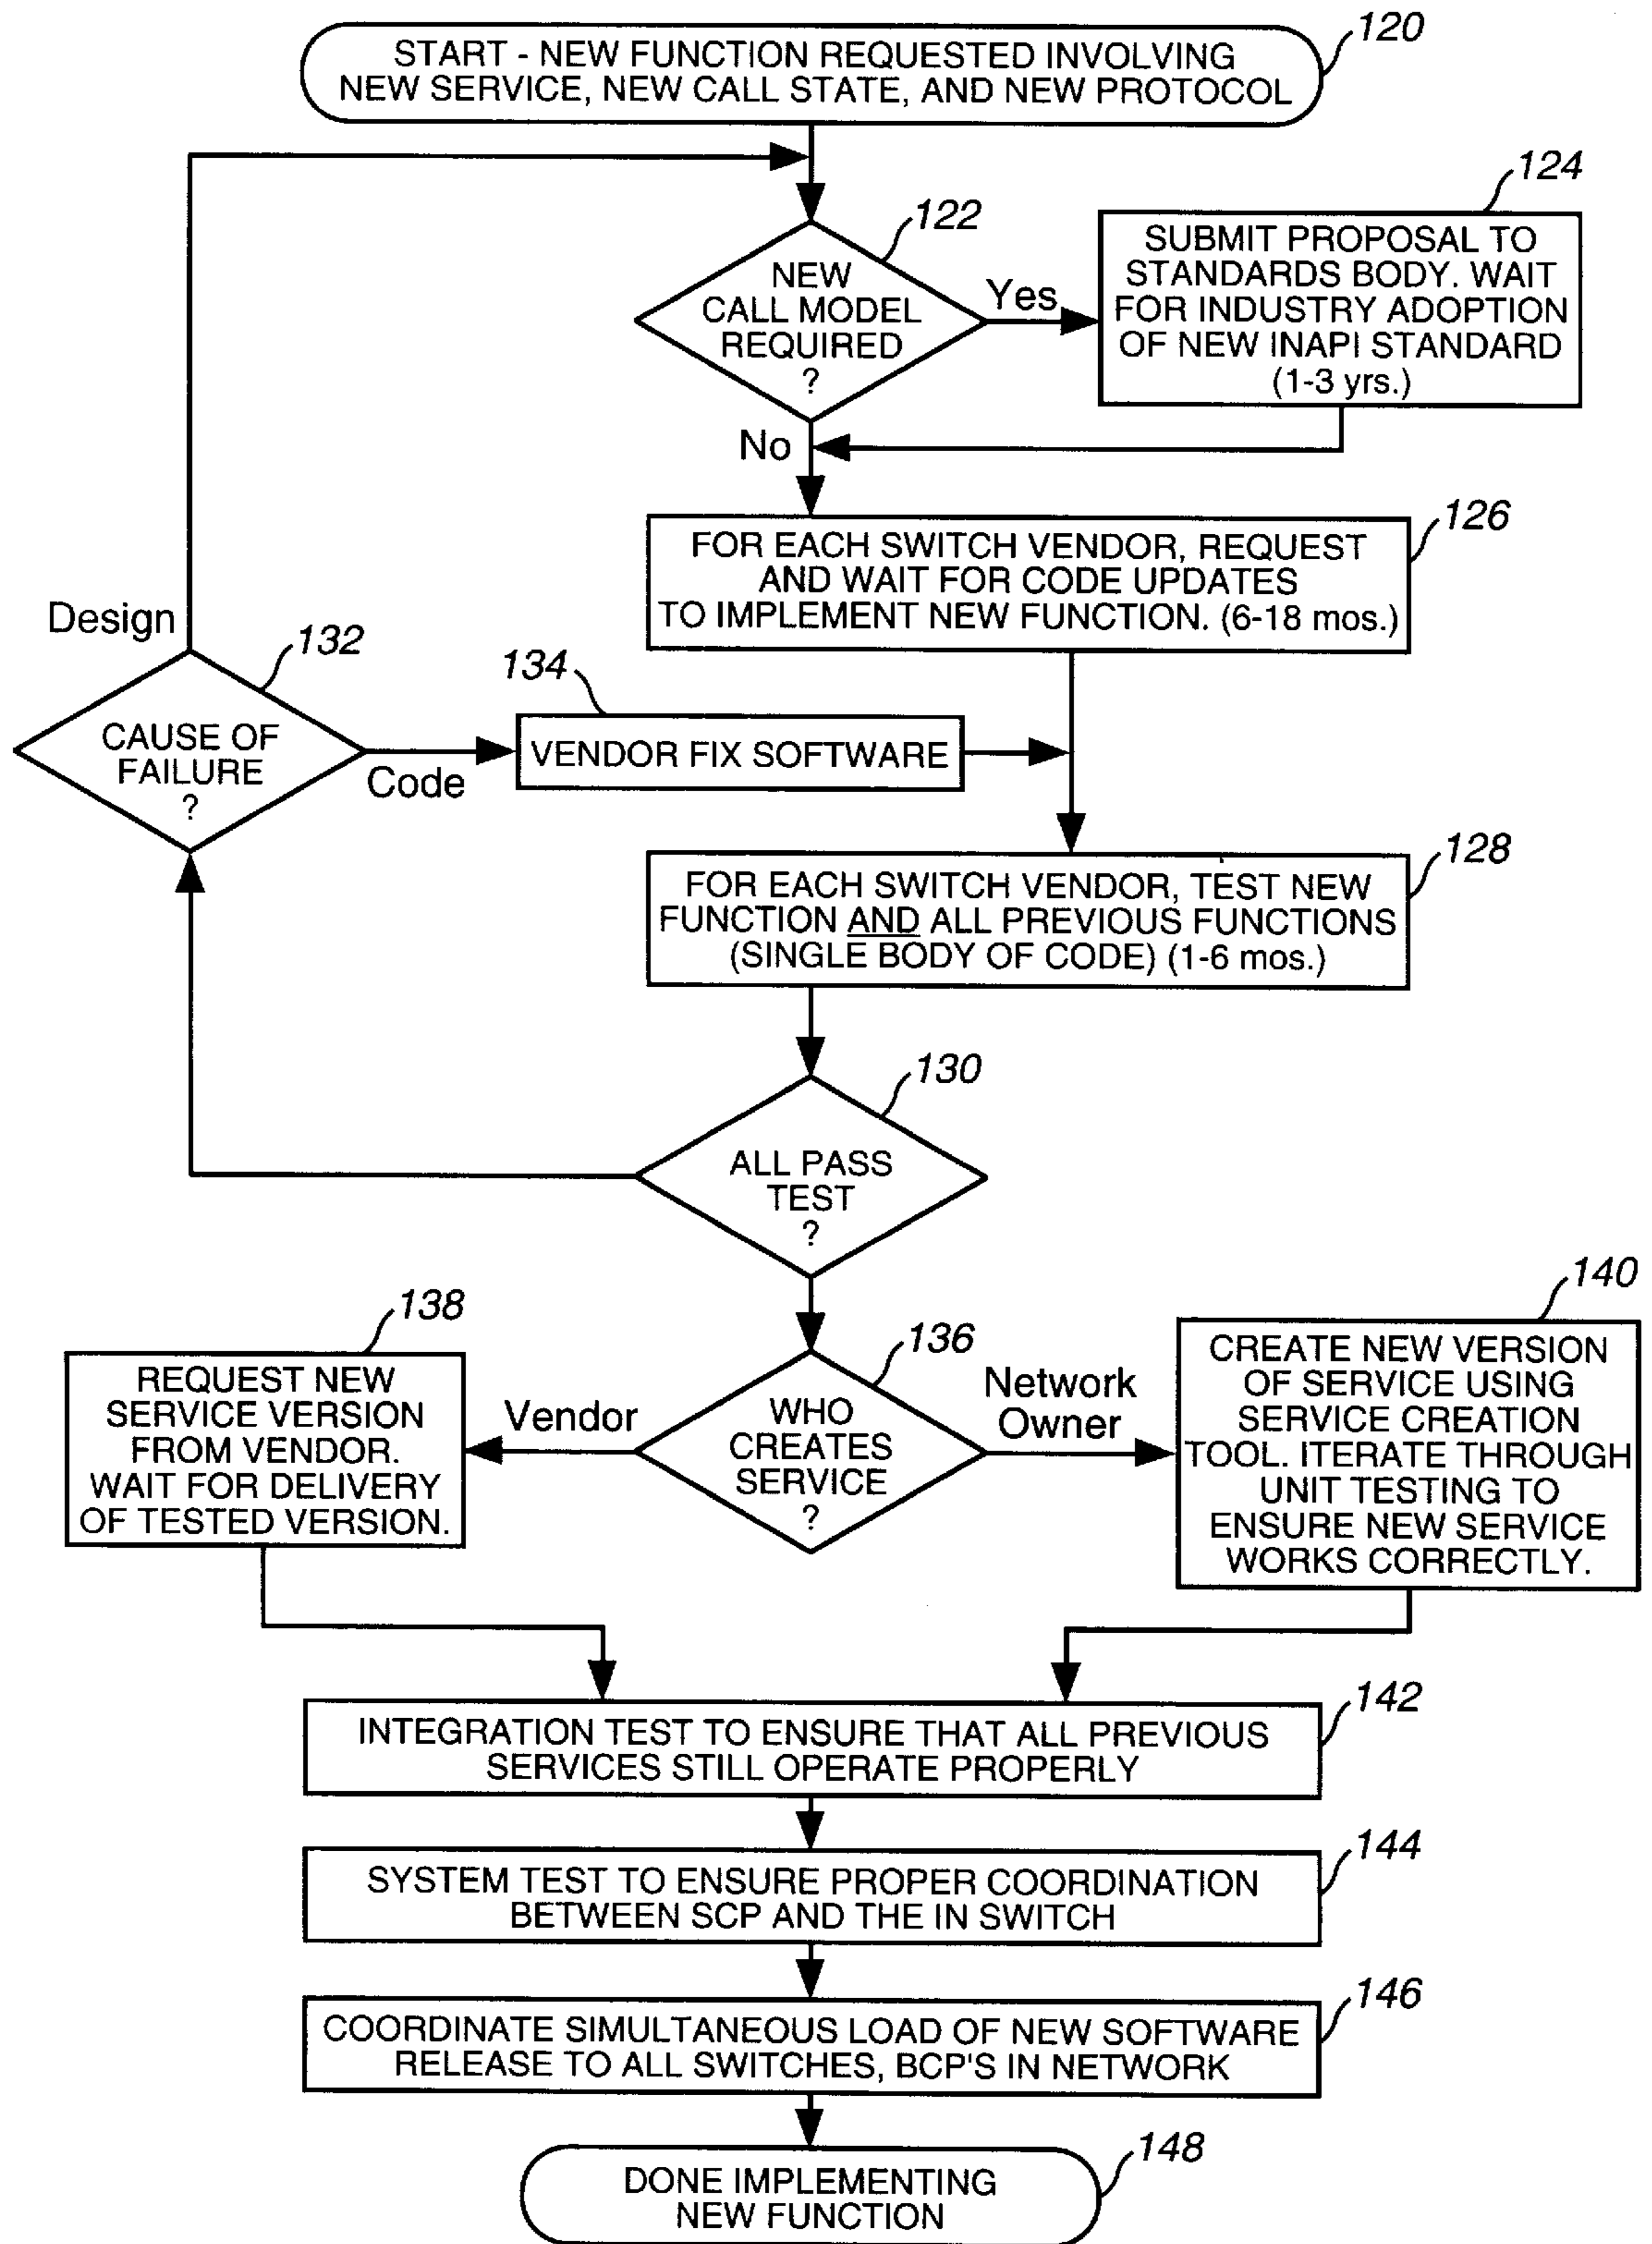 120
START - NEW FUNCTION REQUESTED INVOLVING
NEW SERVICE, NEW CALL STATE, AND NEW PROTOCOL
122
NEW
CALL MODEL
REQUIRED
?
Yes
124
SUBMIT PROPOSAL TO
STANDARDS BODY. WAIT
FOR INDUSTRY ADOPTION
OF NEW INAPI STANDARD
(1-3 yrs.)
No
126
FOR EACH SWITCH VENDOR, REQUEST
AND WAIT FOR CODE UPDATES
TO IMPLEMENT NEW FUNCTION. (6-18 mos.)
Design
132
CAUSE OF
FAILURE
?
Code
134
VENDOR FIX SOFTWARE
128
FOR EACH SWITCH VENDOR, TEST NEW
FUNCTION AND ALL PREVIOUS FUNCTIONS
(SINGLE BODY OF CODE) (1-6 mos.)
130
ALL PASS
TEST
?
136
WHO
CREATES
SERVICE
?
Vendor
138
REQUEST NEW
SERVICE VERSION
FROM VENDOR.
WAIT FOR DELIVERY
OF TESTED VERSION.
Network
Owner
140
CREATE NEW VERSION
OF SERVICE USING
SERVICE CREATION
TOOL. ITERATE THROUGH
UNIT TESTING TO
ENSURE NEW SERVICE
WORKS CORRECTLY.
142
INTEGRATION TEST TO ENSURE THAT ALL PREVIOUS
SERVICES STILL OPERATE PROPERLY
144
SYSTEM TEST TO ENSURE PROPER COORDINATION
BETWEEN SCP AND THE IN SWITCH
146
COORDINATE SIMULTANEOUS LOAD OF NEW SOFTWARE
RELEASE TO ALL SWITCHES, BCP'S IN NETWORK
148
DONE IMPLEMENTING
NEW FUNCTION